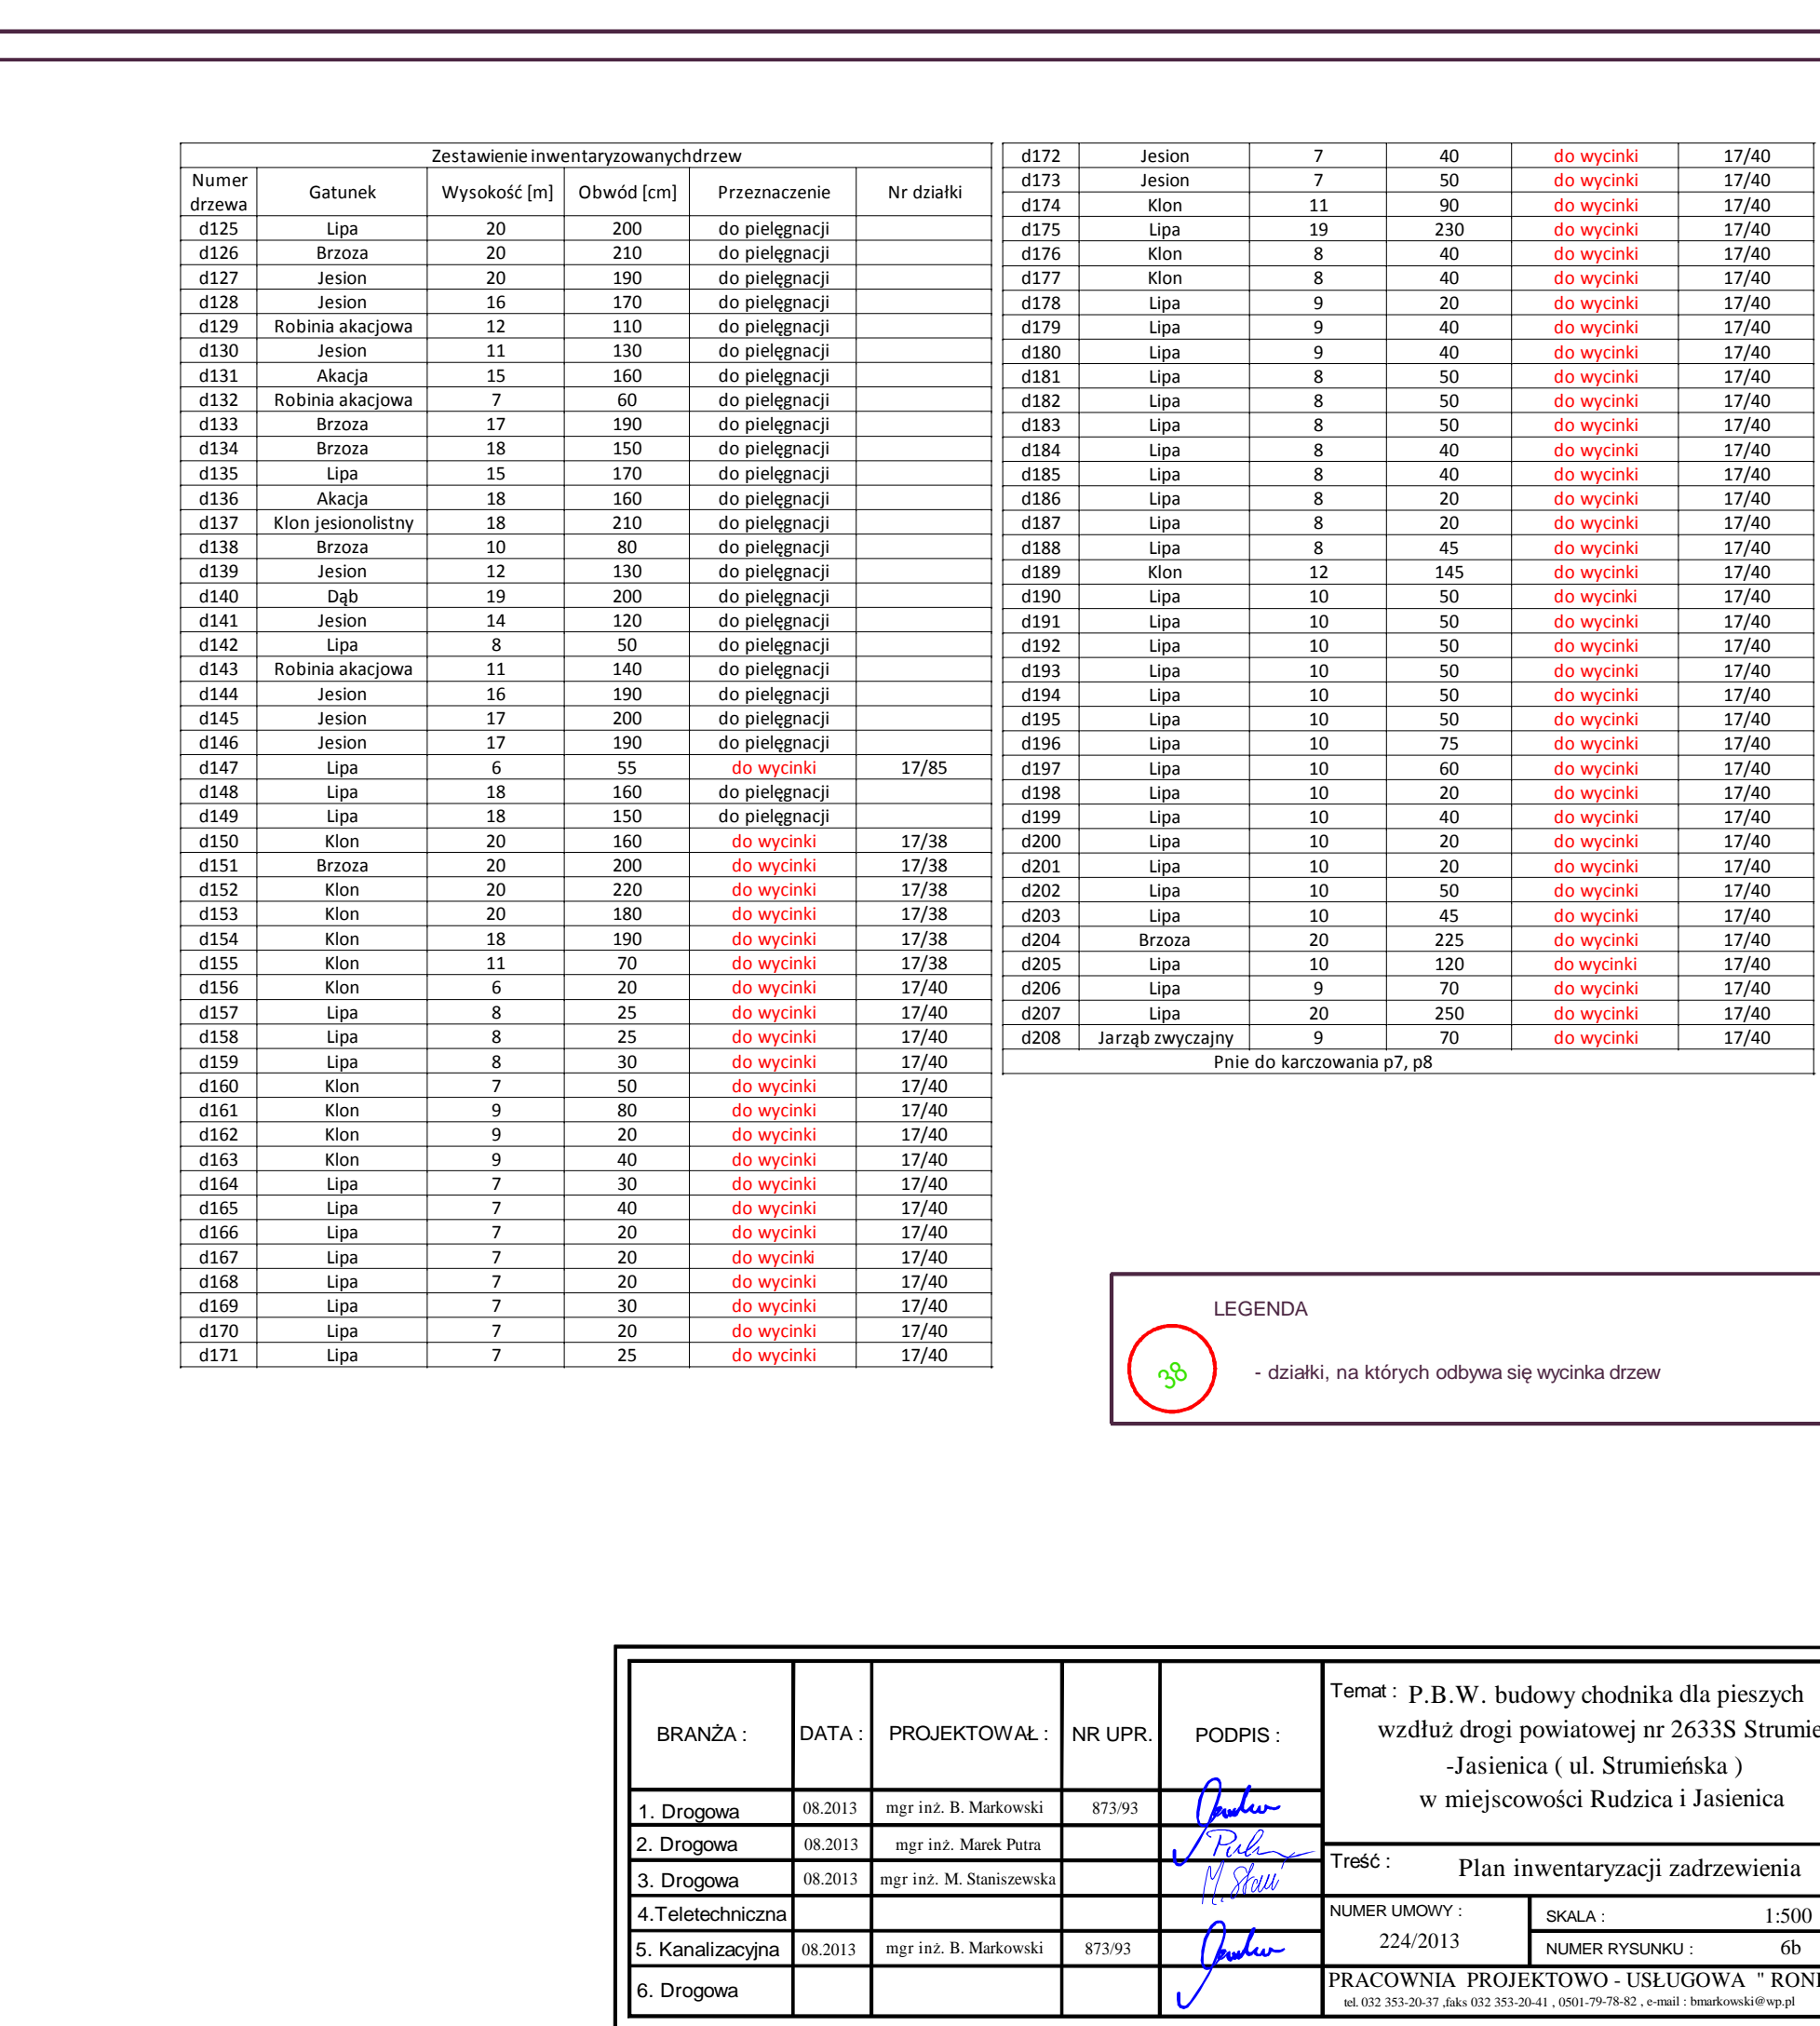 Zestawienie inwentaryzowanych drzew
Numer drzewa Gatunek Wysokość [m] Obwód [cm] Przeznaczenie Nr działki
d125 Lipa 20 200 do pielęgnacji
d126 Brzoza 20 210 do pielęgnacji
d127 Jesion 20 190 do pielęgnacji
d128 Jesion 16 170 do pielęgnacji
d129 Robinia akacjowa 12 110 do pielęgnacji
d130 Jesion 11 130 do pielęgnacji
d131 Akacja 15 160 do pielęgnacji
d132 Robinia akacjowa 7 60 do pielęgnacji
d133 Brzoza 17 190 do pielęgnacji
d134 Brzoza 18 150 do pielęgnacji
d135 Lipa 15 170 do pielęgnacji
d136 Akacja 18 160 do pielęgnacji
d137 Klon jesionolistny 18 210 do pielęgnacji
d138 Brzoza 10 80 do pielęgnacji
d139 Jesion 12 130 do pielęgnacji
d140 Dąb 19 200 do pielęgnacji
d141 Jesion 14 120 do pielęgnacji
d142 Lipa 8 50 do pielęgnacji
d143 Robinia akacjowa 11 140 do pielęgnacji
d144 Jesion 16 190 do pielęgnacji
d145 Jesion 17 200 do pielęgnacji
d146 Jesion 17 190 do pielęgnacji
d147 Lipa 6 55 do wycinki 17/85
d148 Lipa 18 160 do pielęgnacji
d149 Lipa 18 150 do pielęgnacji
d150 Klon 20 160 do wycinki 17/38
d151 Brzoza 20 200 do wycinki 17/38
d152 Klon 20 220 do wycinki 17/38
d153 Klon 20 180 do wycinki 17/38
d154 Klon 18 190 do wycinki 17/38
d155 Klon 11 70 do wycinki 17/38
d156 Klon 6 20 do wycinki 17/40
d157 Lipa 8 25 do wycinki 17/40
d158 Lipa 8 25 do wycinki 17/40
d159 Lipa 8 30 do wycinki 17/40
d160 Klon 7 50 do wycinki 17/40
d161 Klon 9 80 do wycinki 17/40
d162 Klon 9 20 do wycinki 17/40
d163 Klon 9 40 do wycinki 17/40
d164 Lipa 7 30 do wycinki 17/40
d165 Lipa 7 40 do wycinki 17/40
d166 Lipa 7 20 do wycinki 17/40
d167 Lipa 7 20 do wycinki 17/40
d168 Lipa 7 20 do wycinki 17/40
d169 Lipa 7 30 do wycinki 17/40
d170 Lipa 7 20 do wycinki 17/40
d171 Lipa 7 25 do wycinki 17/40
d172 Jesion 7 40 do wycinki 17/40
d173 Jesion 7 50 do wycinki 17/40
d174 Klon 11 90 do wycinki 17/40
d175 Lipa 19 230 do wycinki 17/40
d176 Klon 8 40 do wycinki 17/40
d177 Klon 8 40 do wycinki 17/40
d178 Lipa 9 20 do wycinki 17/40
d179 Lipa 9 40 do wycinki 17/40
d180 Lipa 9 40 do wycinki 17/40
d181 Lipa 8 50 do wycinki 17/40
d182 Lipa 8 50 do wycinki 17/40
d183 Lipa 8 50 do wycinki 17/40
d184 Lipa 8 40 do wycinki 17/40
d185 Lipa 8 40 do wycinki 17/40
d186 Lipa 8 20 do wycinki 17/40
d187 Lipa 8 20 do wycinki 17/40
d188 Lipa 8 45 do wycinki 17/40
d189 Klon 12 145 do wycinki 17/40
d190 Lipa 10 50 do wycinki 17/40
d191 Lipa 10 50 do wycinki 17/40
d192 Lipa 10 50 do wycinki 17/40
d193 Lipa 10 50 do wycinki 17/40
d194 Lipa 10 50 do wycinki 17/40
d195 Lipa 10 50 do wycinki 17/40
d196 Lipa 10 75 do wycinki 17/40
d197 Lipa 10 60 do wycinki 17/40
d198 Lipa 10 20 do wycinki 17/40
d199 Lipa 10 40 do wycinki 17/40
d200 Lipa 10 20 do wycinki 17/40
d201 Lipa 10 20 do wycinki 17/40
d202 Lipa 10 50 do wycinki 17/40
d203 Lipa 10 45 do wycinki 17/40
d204 Brzoza 20 225 do wycinki 17/40
d205 Lipa 10 120 do wycinki 17/40
d206 Lipa 9 70 do wycinki 17/40
d207 Lipa 20 250 do wycinki 17/40
d208 Jarząb zwyczajny 9 70 do wycinki 17/40
Pnie do karczowania p7, p8
LEGENDA
38 - działki, na których odbywa się wycinka drzew
BRANŻA : DATA : PROJEKTOWAŁ : NR UPR. PODPIS :
1. Drogowa 08.2013 mgr inż. B. Markowski 873/93
2. Drogowa 08.2013 mgr inż. Marek Putra
3. Drogowa 08.2013 mgr inż. M. Staniszewska
4.Teletechniczna
5. Kanalizacyjna 08.2013 mgr inż. B. Markowski 873/93
6. Drogowa
Temat : P.B.W. budowy chodnika dla pieszych
wzdłuż drogi powiatowej nr 2633S Strumie
-Jasienica ( ul. Strumieńska )
w miejscowości Rudzica i Jasienica
Treść : Plan inwentaryzacji zadrzewienia
NUMER UMOWY :
224/2013
SKALA : 1:500
NUMER RYSUNKU : 6b
PRACOWNIA PROJEKTOWO - USŁUGOWA " RON
tel. 032 353-20-37 ,faks 032 353-20-41 , 0501-79-78-82 , e-mail : bmarkowski@wp.pl